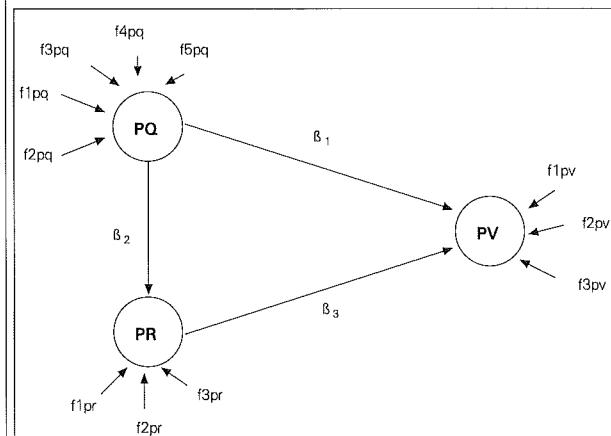 f4pq
f3pq
f5pq
f1pq
PQ
f2pq
ß 1
f1pv
f2pv
PV
ß 2
f3pv
ß 3
PR
f3pr
f1pr
f2pr